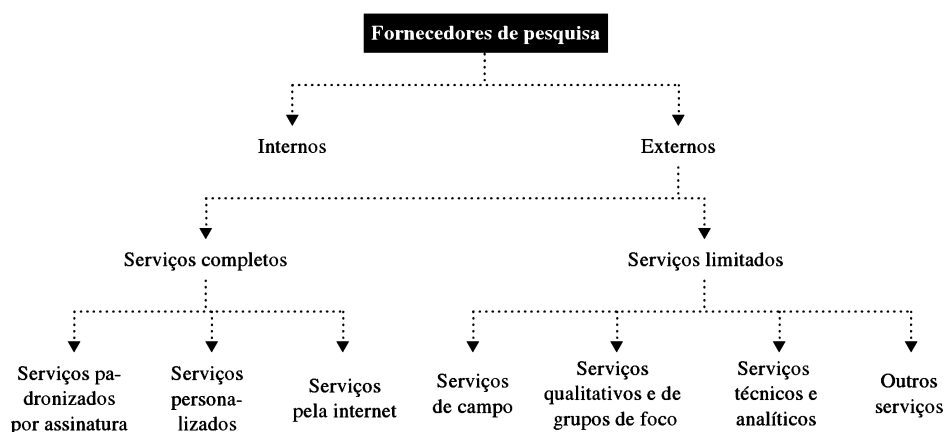 Fornecedores de pesquisa
Internos
Externos
Serviços completos
Serviços limitados
Serviços pa-
dronizados
por assinatura
Serviços
persona-
lizados
Serviços
pela internet
Serviços
de campo
Serviços
qualitativos e de
grupos de foco
Serviços
técnicos e
analíticos
Outros
serviços